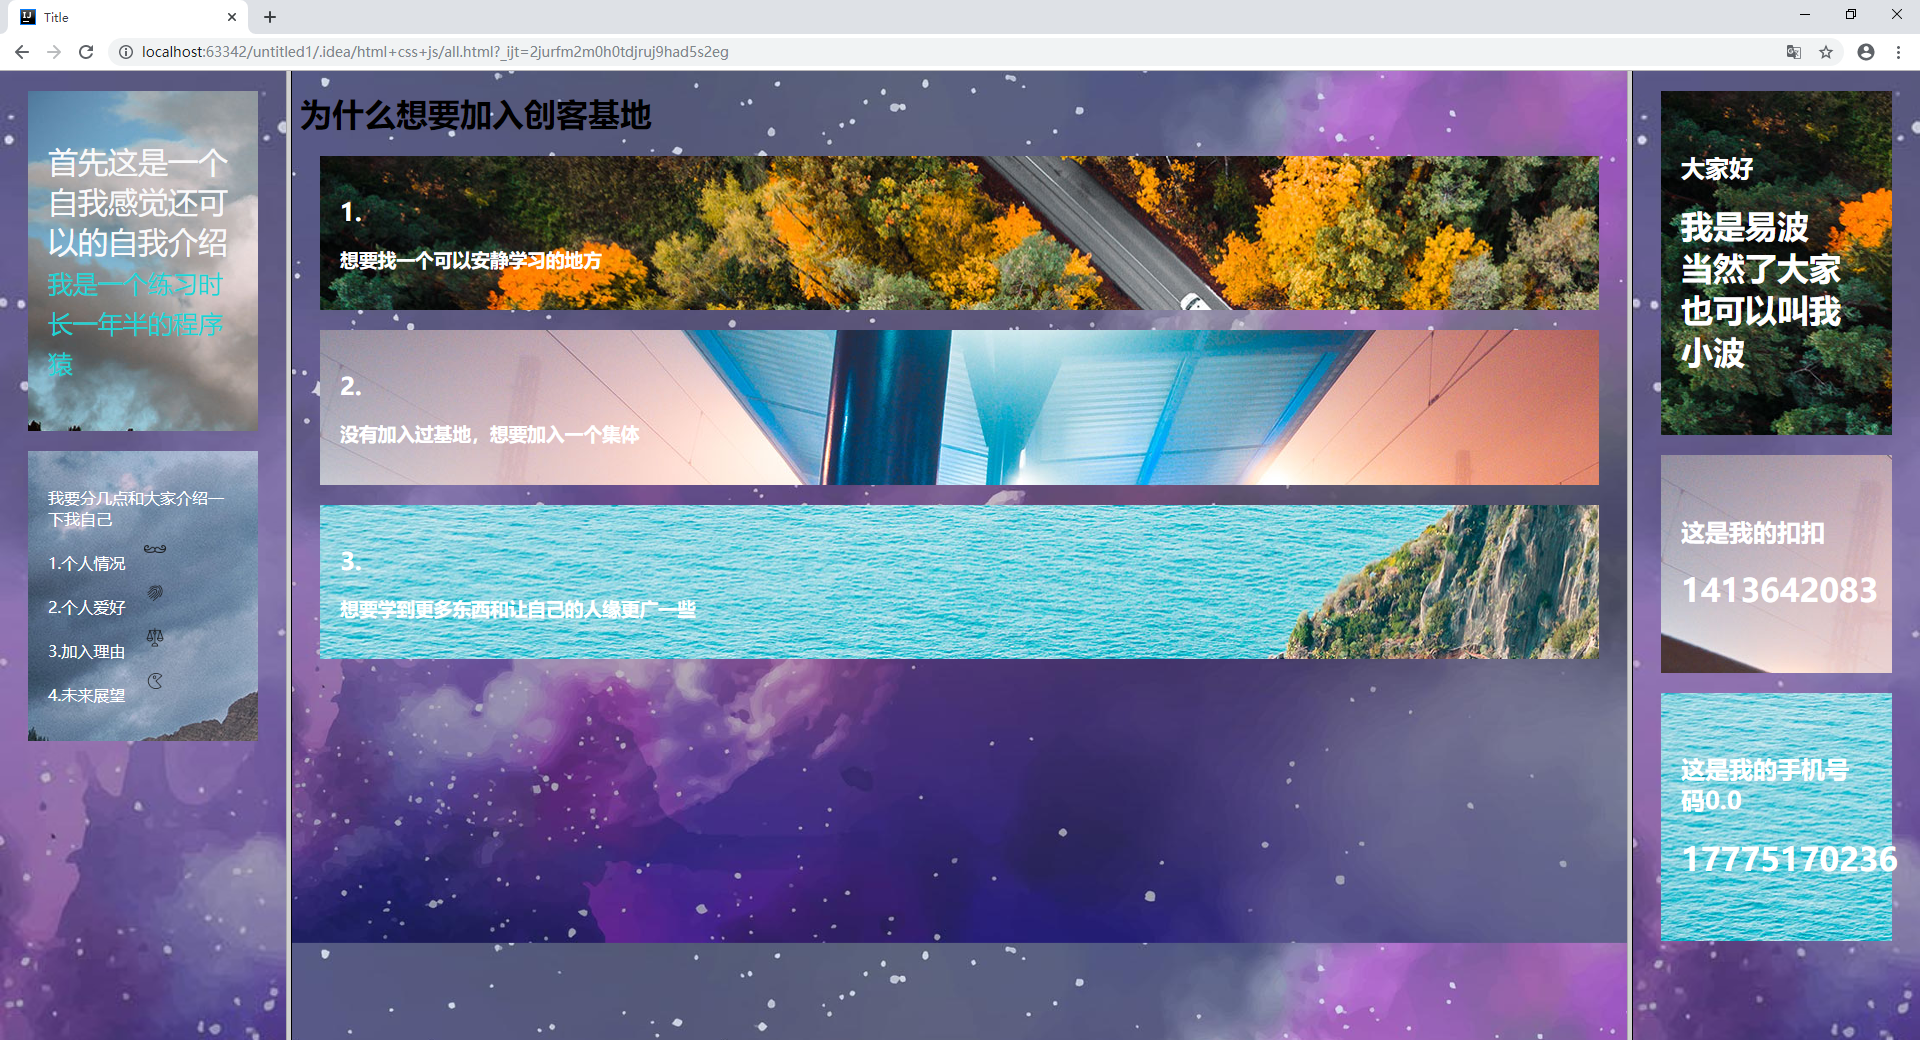 Title
localhost:63342/untitled1/.idea/html+css+js/all.html?_ijt=2jurfm2m0h0tdjruj9had5s2eg
首先这是一个
自我感觉还可
以的自我介绍
我是一个练习时
长一年半的程序
猿
我要分几点和大家介绍一
下我自己
1.个人情况
2.个人爱好
3.加入理由
4.未来展望
为什么想要加入创客基地
1.
想要找一个可以安静学习的地方
2.
没有加入过基地，想要加入一个集体
3.
想要学到更多东西和让自己的人缘更广一些
大家好
我是易波
当然了大家
也可以叫我
小波
这是我的扣扣
1413642083
这是我的手机号
码0.0
17775170236